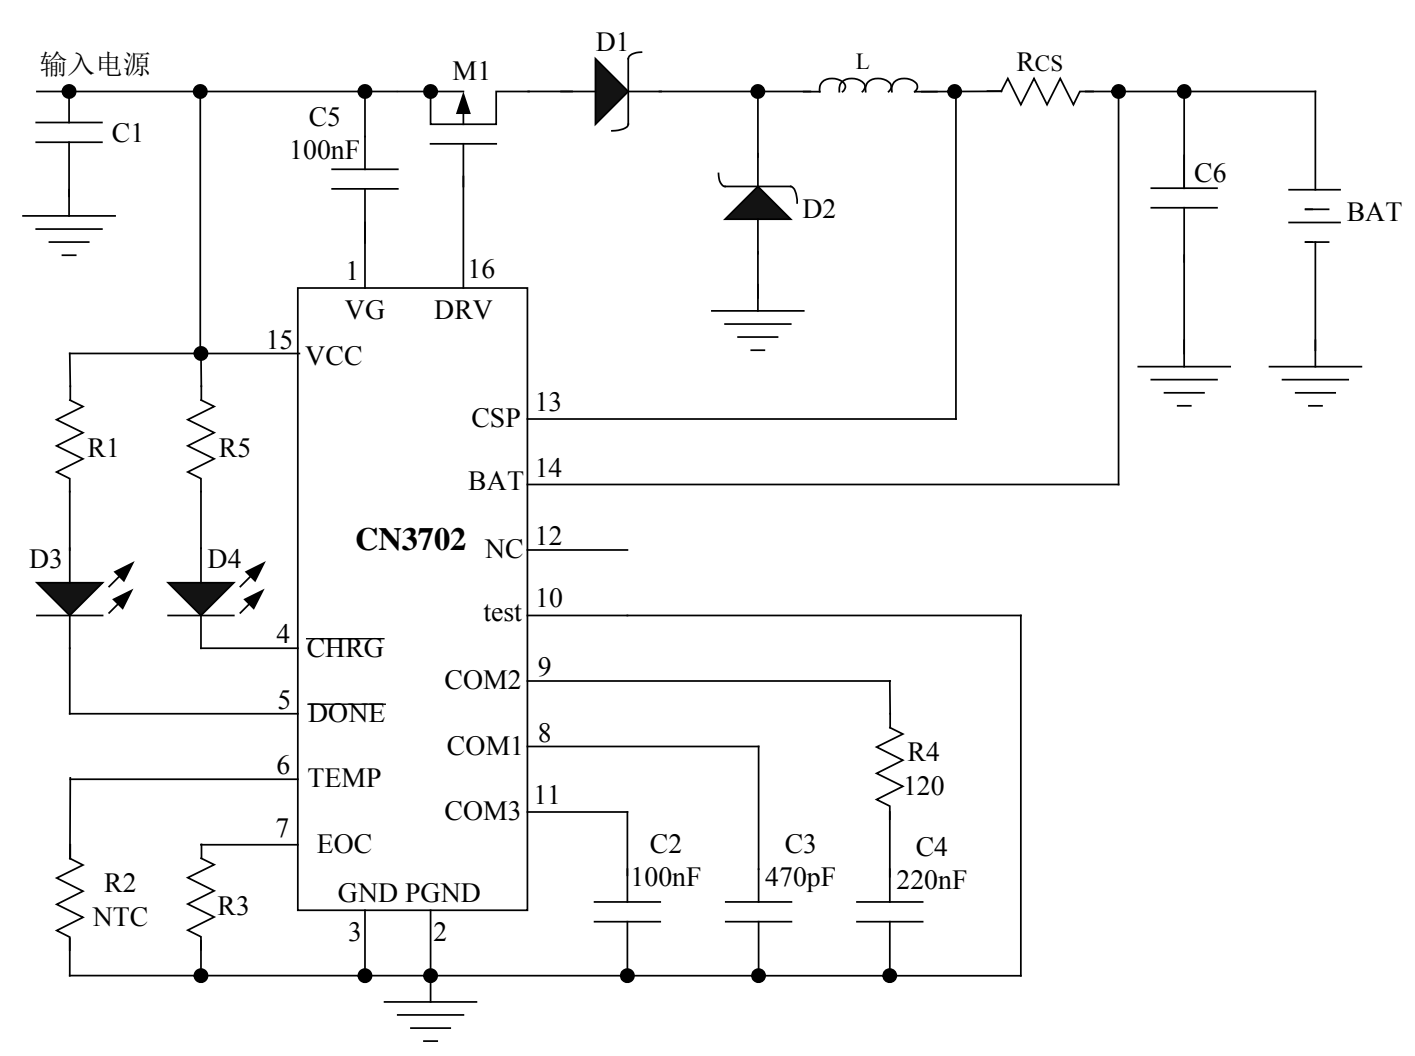 输入电源
C1
C5
100nF
M1
D1
L
RCS
D2
C6
BAT
1
16
VG
DRV
15
VCC
R1
R5
CSP
13
BAT
14
CN3702
NC
12
D3
D4
test
10
4
CHRG
COM2
9
5
DONE
COM1
8
R4
120
6
TEMP
COM3
11
7
EOC
C2
100nF
C3
470pF
C4
220nF
R2
NTC
R3
GND
PGND
3
2